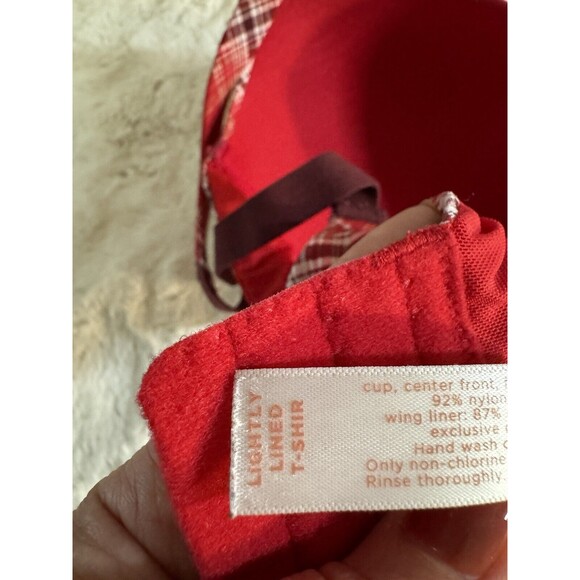 LIGHTLY
LINED
T-SHIR
cup, center front,
92% nylon
wing liner: 87%
exclusive
Hand wash
Only non-chlorine
Rinse thoroughly.